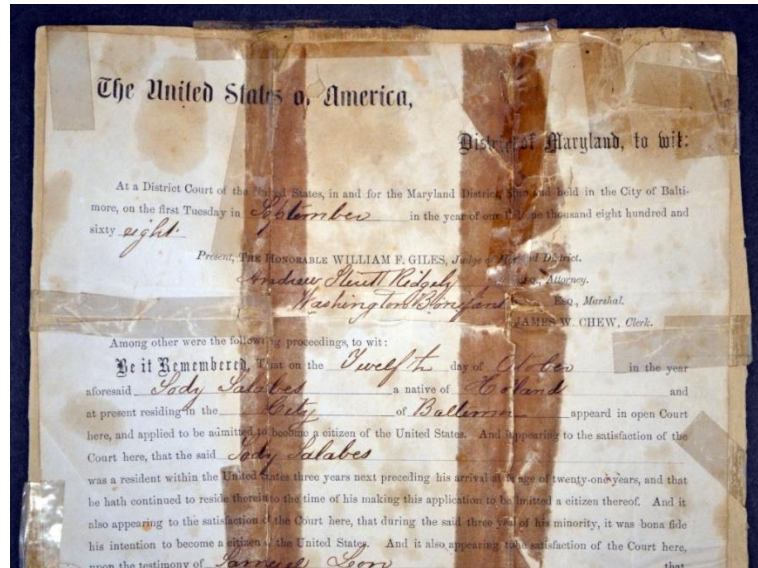 The United States of America,
District of Maryland, to wit:
At a District Court of the United States, in and for the Maryland District, and held in the City of Balti-
more, on the first Tuesday in September in the year of one thousand eight hundred and
sixty eight.
Present, THE HONORABLE WILLIAM F. GILES, Judge of Maryland District.
Andrew Sterett Ridgely Esq., Attorney.
Washington Bonifant ESQ., Marshal.
JAMES W. CHEW, Clerk.
Among other were the following proceedings, to wit:
Be it Remembered, That on the Twelfth day of October in the year
aforesaid Sody Salabes a native of Holand and
at present residing in the City of Baltimore appeard in open Court
here, and applied to be admitted to become a citizen of the United States. And it appearing to the satisfaction of the
Court here, that the said Sody Salabes
was a resident within the United States three years next preceding his arrival at age of twenty-one years, and that
he hath continued to reside therein to the time of his making this application to be admitted a citizen thereof. And it
also appearing to the satisfaction of the Court here, that during the said three years of his minority, it was bona fide
his intention to become a citizen of the United States. And it also appearing to the satisfaction of the Court here,
upon the testimony of Samuel Leon that